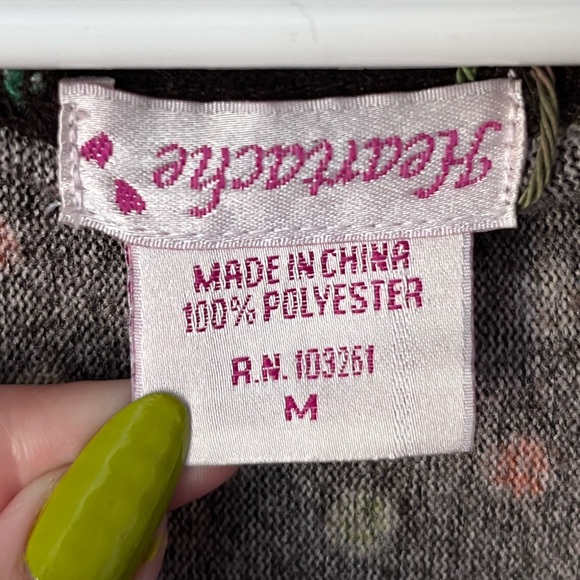 Heartache
MADE IN CHINA
100% POLYESTER
R.N. 103261
M